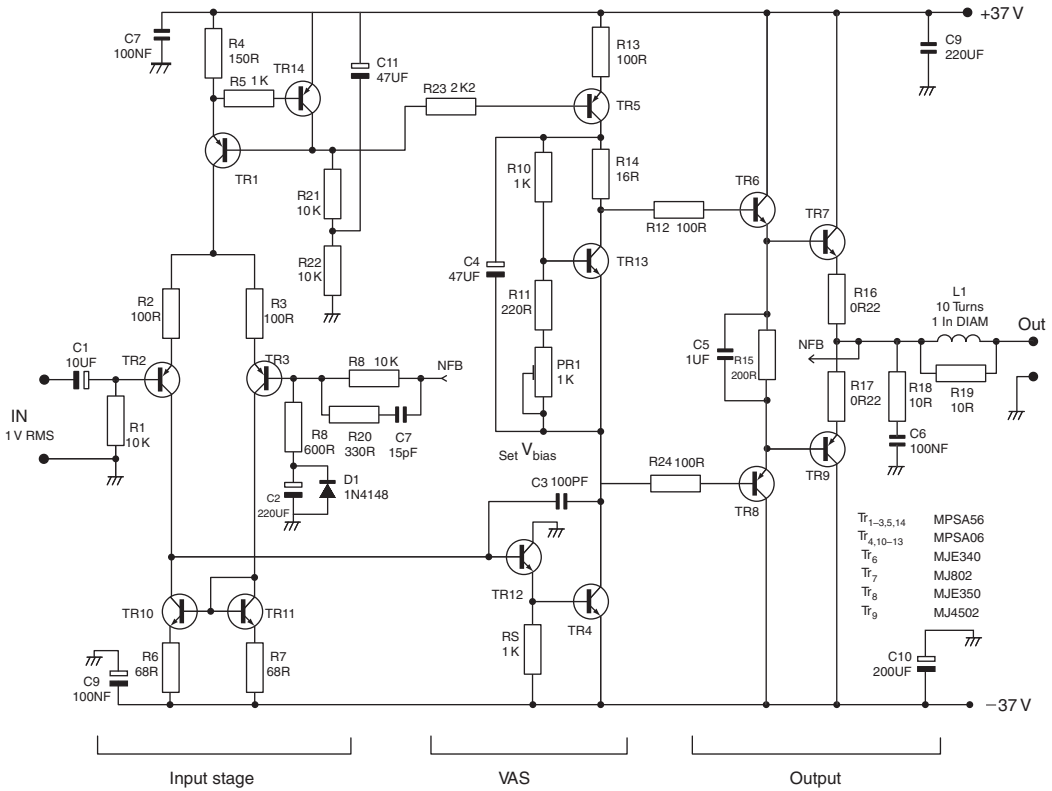 +37 V
C7
100NF
R4
150R
R5 1K
TR14
C11
47UF
R13
100R
C9
220UF
R23 2K2
TR5
TR1
R21
10K
R22
10K
R10
1K
R14
16R
TR6
R12 100R
TR7
C4
47UF
TR13
R11
220R
R2
100R
R3
100R
R16
0R22
L1
10 Turns
1 In DIAM
Out
C1
10UF
TR2
TR3
R8 10K
NFB
PR1
1K
C5
1UF
R15
200R
NFB
IN
1 V RMS
R1
10K
R8
600R
R20
330R
C7
15pF
R17
0R22
R18
10R
R19
10R
C6
100NF
Set Vbias
D1
1N4148
C2
220UF
C3 100PF
R24 100R
TR8
TR9
Tr1–3,5,14 MPSA56
Tr4,10–13 MPSA06
Tr6 MJE340
Tr7 MJ802
Tr8 MJE350
Tr9 MJ4502
TR12
TR4
TR10
TR11
RS
1K
R6
68R
R7
68R
C9
100NF
C10
200UF
−37 V
Input stage
VAS
Output